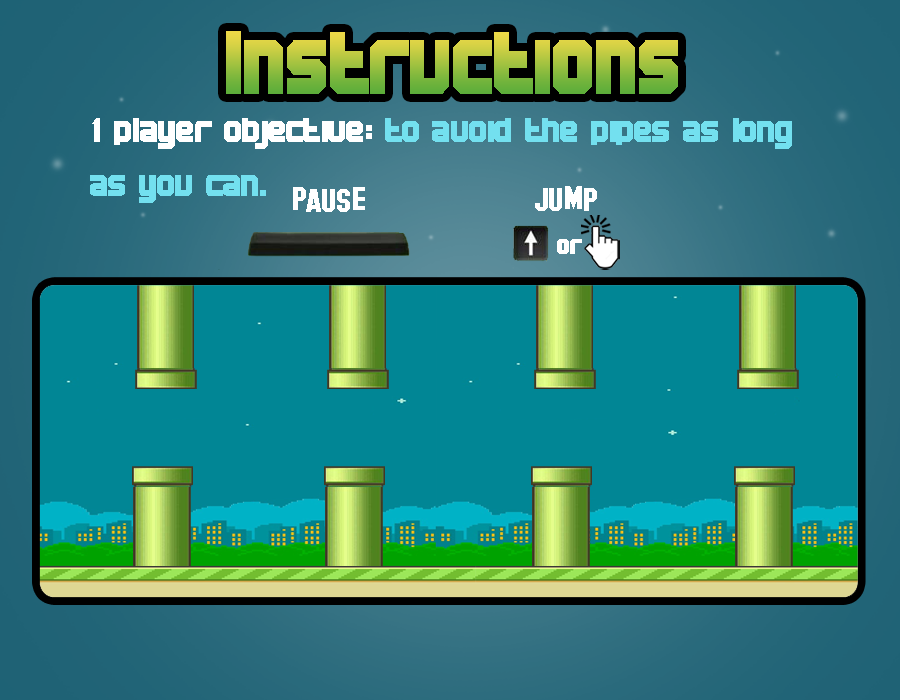 Instructions
1 player objective: to avoid the pipes as long
as you can.
PAUSE
JUMP
or